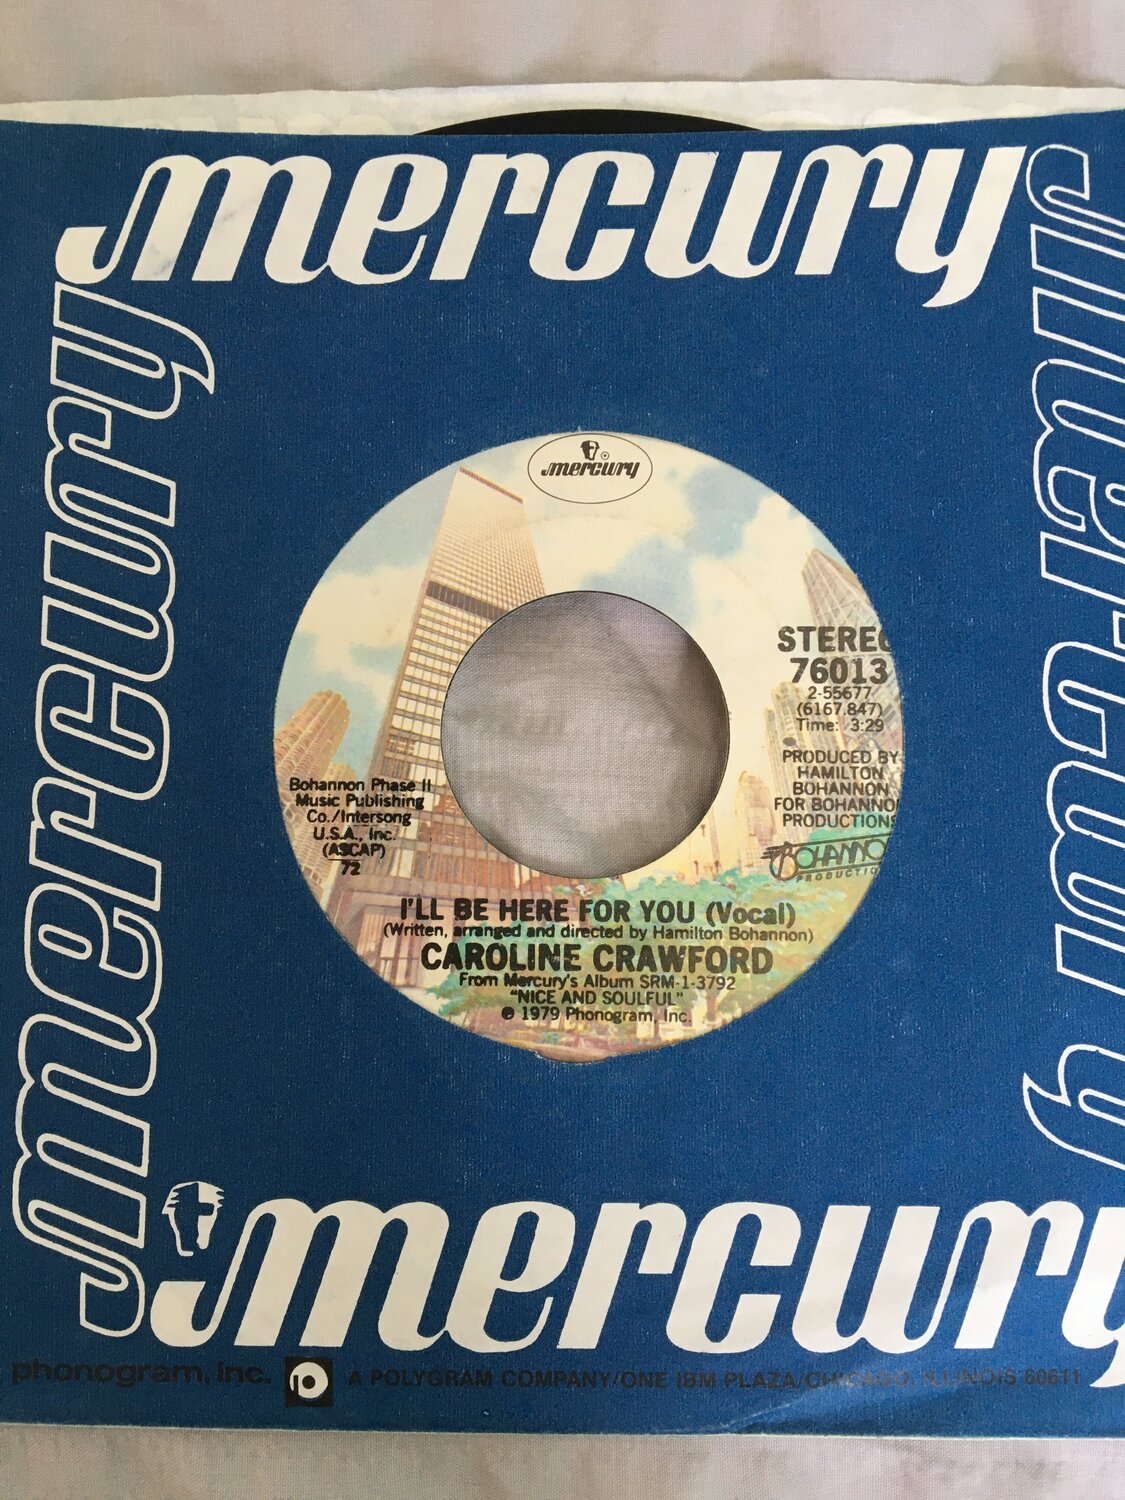 mercury
mercury
mercury
mercury
STEREO
76013
2-55677
(6167.847)
Time: 3:29
PRODUCED BY
HAMILTON
BOHANNON
FOR BOHANNON
PRODUCTIONS
BOHANNON
PRODUCTIONS
Bohannon Phase II
Music Publishing
Co./Intersong
U.S.A., Inc.
(ASCAP)
72
I'LL BE HERE FOR YOU (Vocal)
(Written, arranged and directed by Hamilton Bohannon)
CAROLINE CRAWFORD
From Mercury's Album SRM-1-3792
"NICE AND SOULFUL"
℗ 1979 Phonogram, Inc.
mercury
phonogram, inc. A POLYGRAM COMPANY/ONE IBM PLAZA/CHICAGO, ILLINOIS 60611